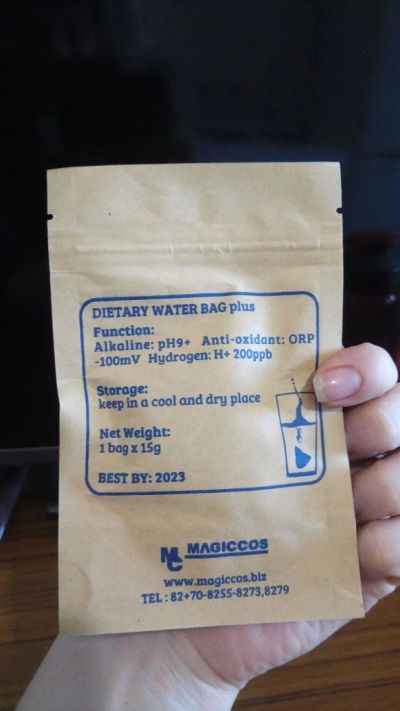 DIETARY WATER BAG plus
Function:
Alkaline: pH9+ Anti-oxidant: ORP
-100mV Hydrogen: H+ 200ppb
Storage:
keep in a cool and dry place
Net Weight:
1 bag x 15g
BEST BY: 2023
MC MAGICCOS
www.magiccos.biz
TEL : 82+70-8255-8273,8279